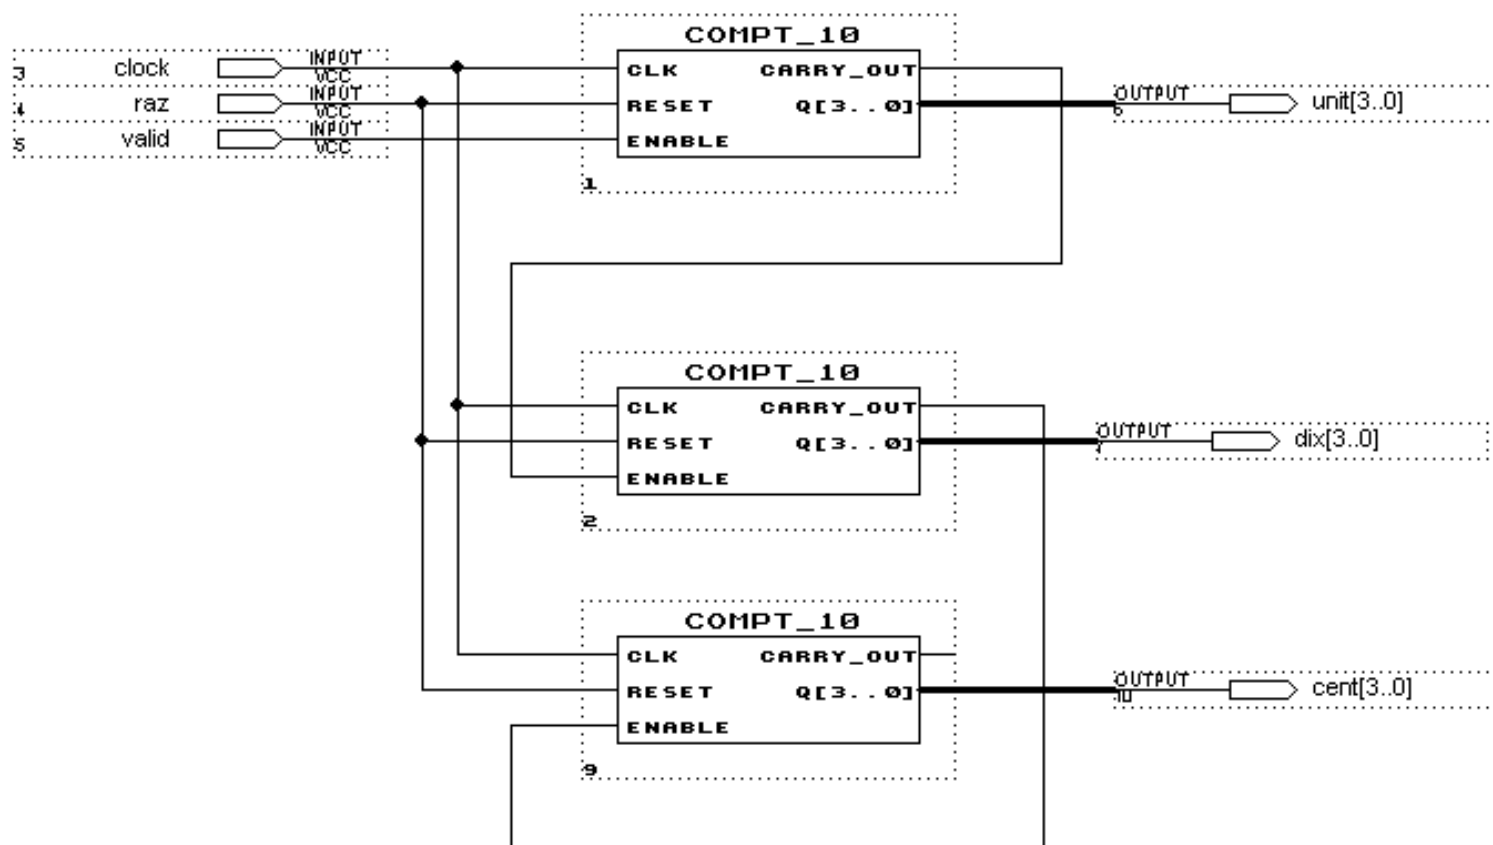 COMPT_10
3 clock INPUT VCC CLK CARRY_OUT
4 raz INPUT VCC RESET Q[3..0] OUTPUT unit[3..0]
5 valid INPUT VCC ENABLE
1
COMPT_10
CLK CARRY_OUT
RESET Q[3..0] OUTPUT dix[3..0]
ENABLE
2
COMPT_10
CLK CARRY_OUT
RESET Q[3..0] OUTPUT 10 cent[3..0]
ENABLE
9